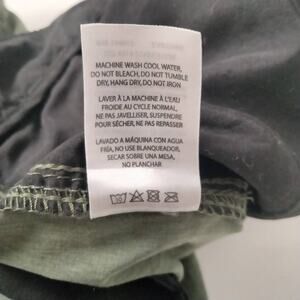 MACHINE WASH COOL WATER,
DO NOT BLEACH, DO NOT TUMBLE
DRY, HANG DRY, DO NOT IRON
LAVER À LA MACHINE À L'EAU
FROIDE AU CYCLE NORMAL,
NE PAS JAVELLISER, SUSPENDRE
POUR SÉCHER, NE PAS REPASSER
LAVADO A MÁQUINA CON AGUA
FRÍA, NO USE BLANQUEADOR,
SECAR SOBRE UNA MESA,
NO PLANCHAR